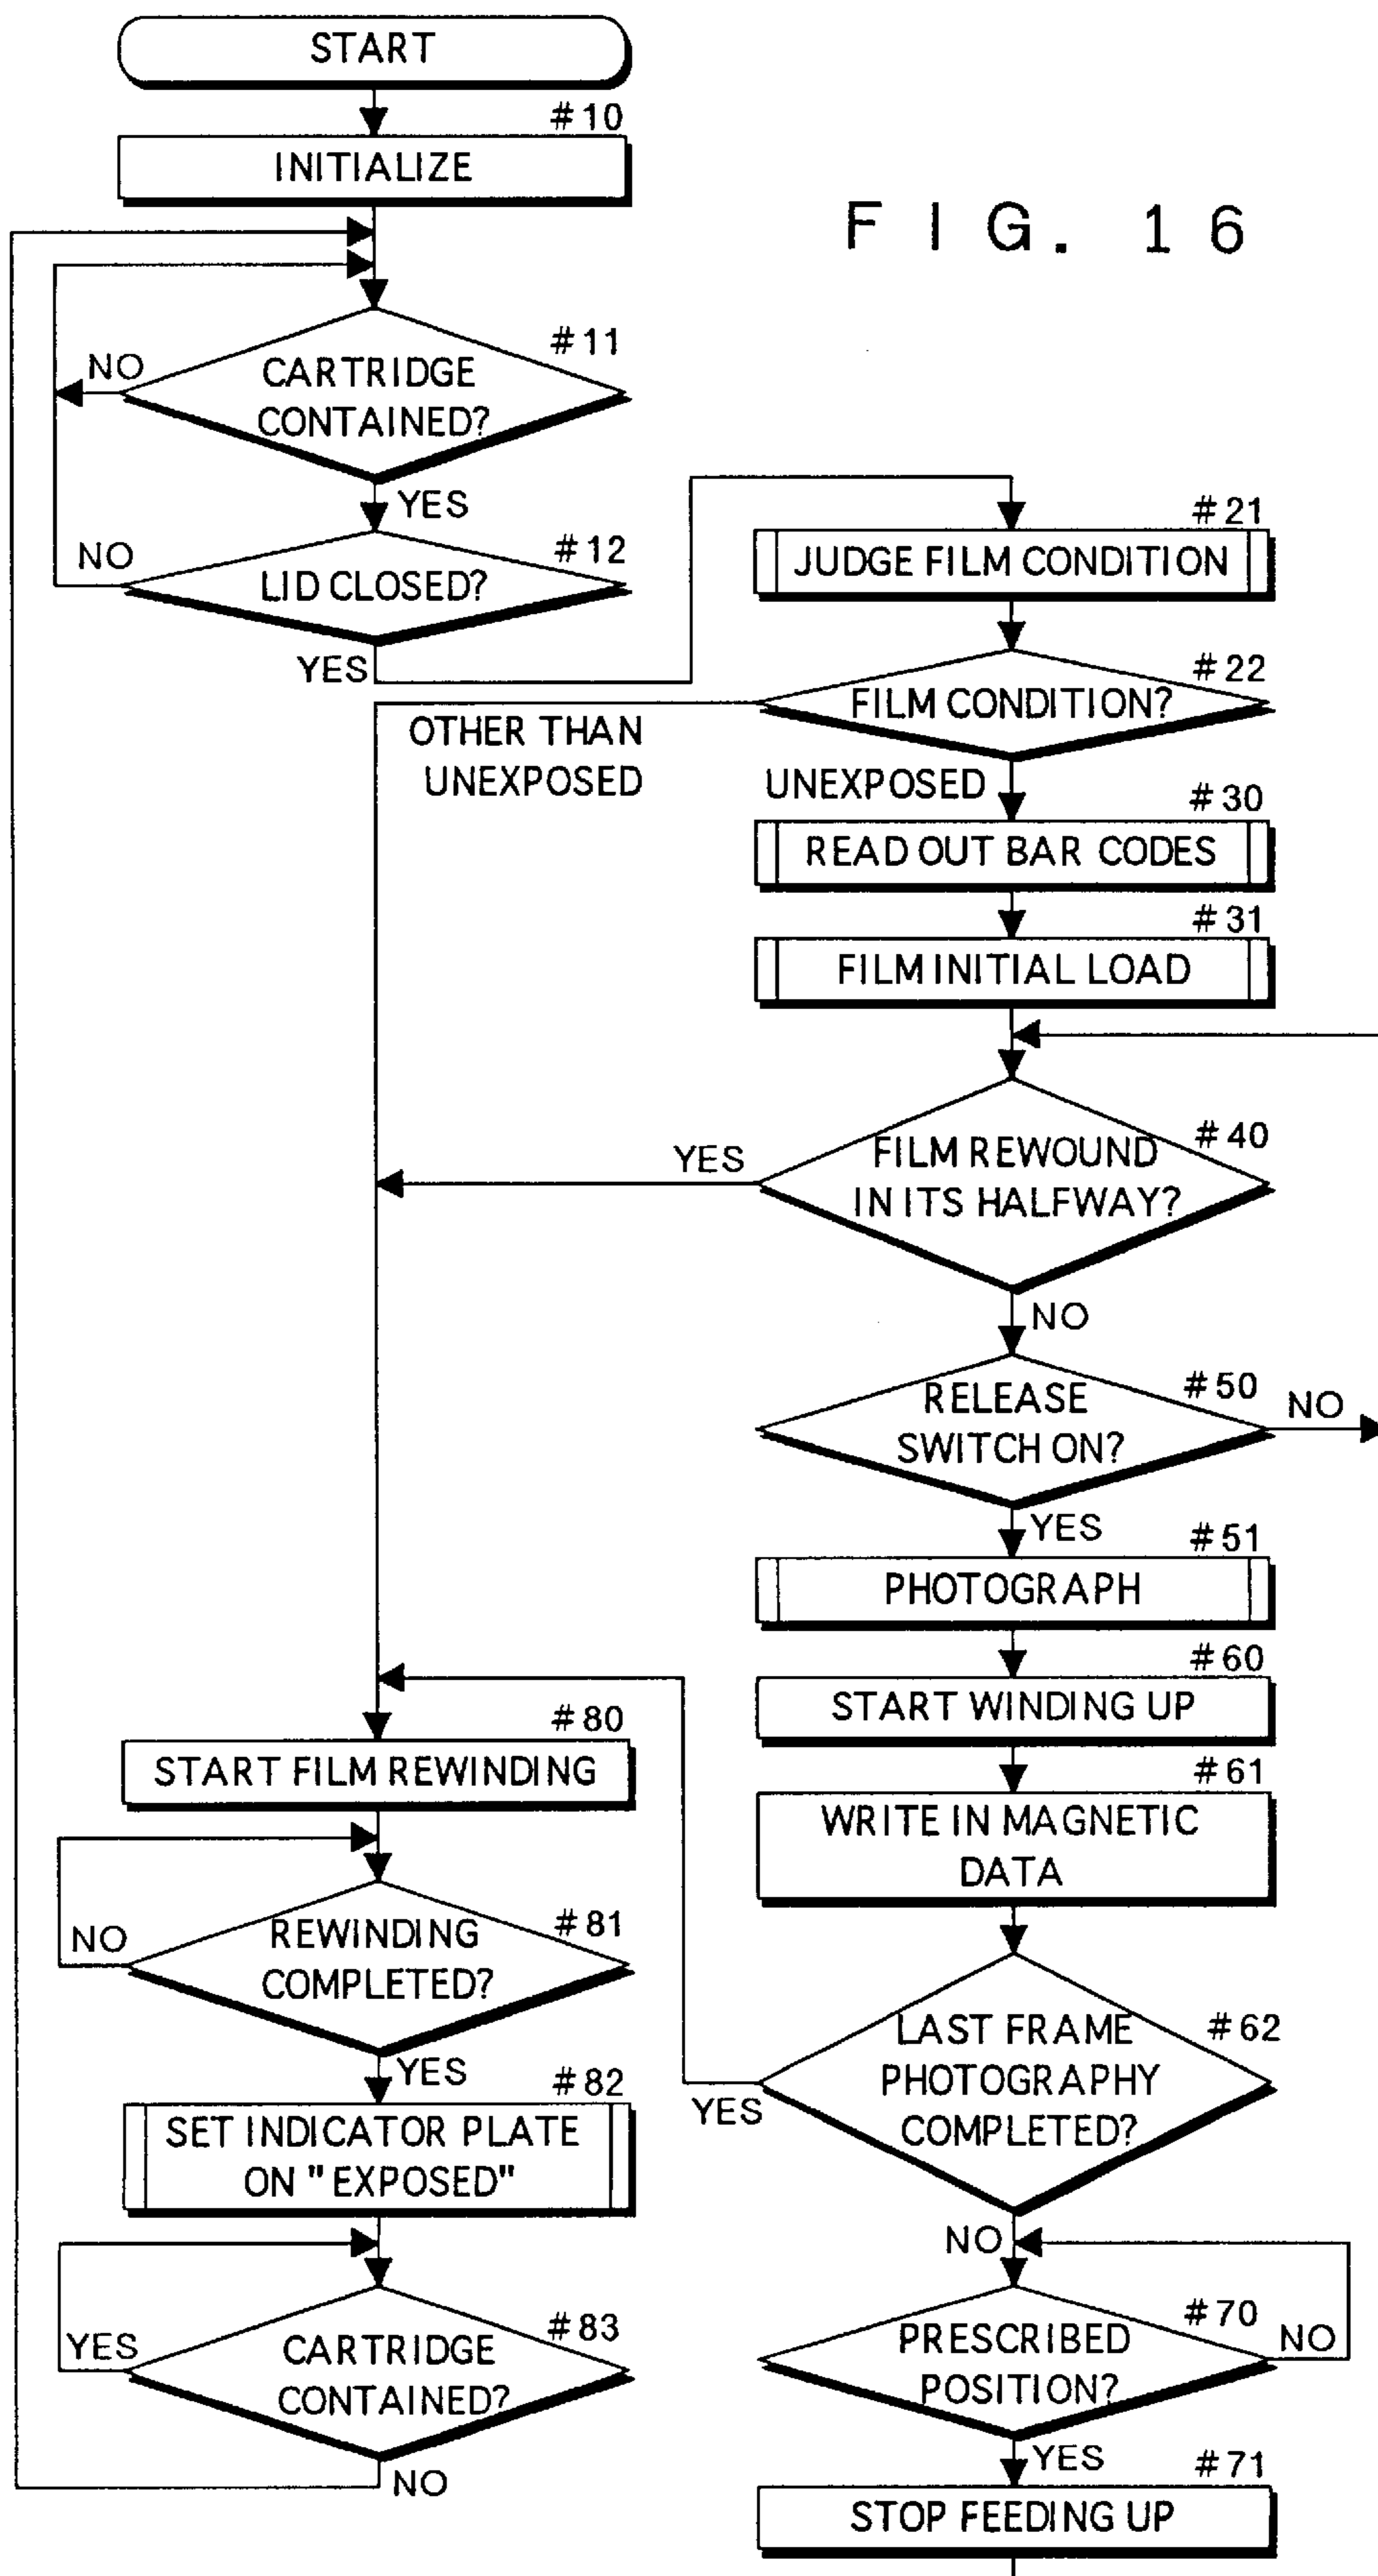 START
#10
INITIALIZE
FIG. 16
#11
CARTRIDGE
CONTAINED?
NO
YES
#12
LID CLOSED?
NO
YES
#21
JUDGE FILM CONDITION
#22
FILM CONDITION?
OTHER THAN
UNEXPOSED
UNEXPOSED
#30
READ OUT BAR CODES
#31
FILM INITIAL LOAD
#40
FILM REWOUND
IN ITS HALFWAY?
YES
NO
#50
RELEASE
SWITCH ON?
NO
YES
#51
PHOTOGRAPH
#60
START WINDING UP
#61
WRITE IN MAGNETIC
DATA
#62
LAST FRAME
PHOTOGRAPHY
COMPLETED?
YES
NO
#70
PRESCRIBED
POSITION?
NO
YES
#71
STOP FEEDING UP
#80
START FILM REWINDING
#81
REWINDING
COMPLETED?
NO
YES
#82
SET INDICATOR PLATE
ON "EXPOSED"
#83
CARTRIDGE
CONTAINED?
YES
NO